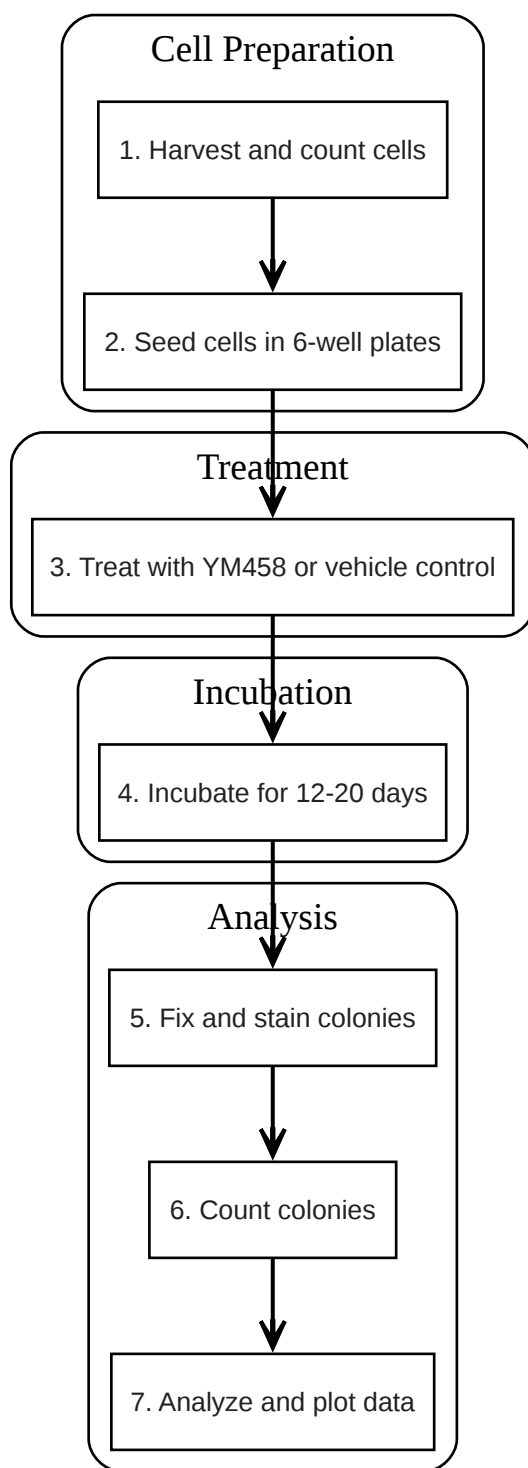 Cell Preparation
1. Harvest and count cells
2. Seed cells in 6-well plates
Treatment
3. Treat with YM458 or vehicle control
Incubation
4. Incubate for 12-20 days
Analysis
5. Fix and stain colonies
6. Count colonies
7. Analyze and plot data